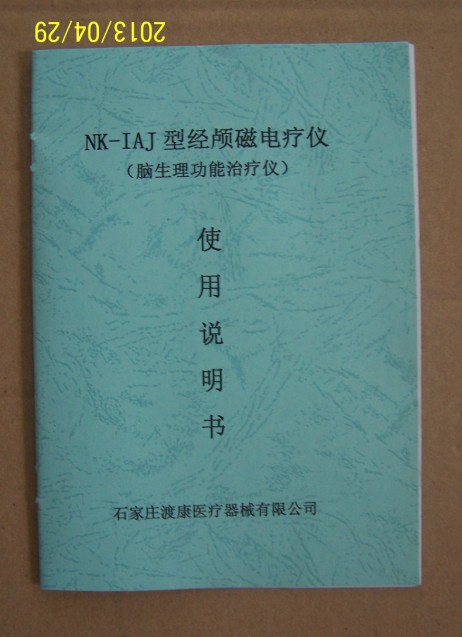 2013/04/29
NK-IAJ 型经颅磁电疗仪
（脑生理功能治疗仪）
使
用
说
明
书
石家庄渡康医疗器械有限公司